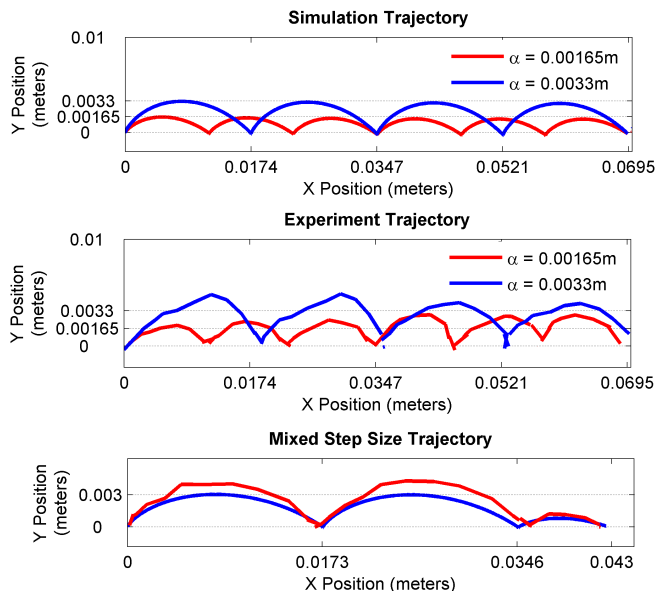 Simulation Trajectory
0.01
α = 0.00165m
α = 0.0033m
0.0033
0.00165
0
Y Position
(meters)
0 0.0174 0.0347 0.0521 0.0695
X Position (meters)
Experiment Trajectory
0.01
α = 0.00165m
α = 0.0033m
0.0033
0.00165
0
Y Position
(meters)
0 0.0174 0.0347 0.0521 0.0695
X Position (meters)
Mixed Step Size Trajectory
0.003
0
Y Position
(meters)
0 0.0173 0.0346 0.043
X Position (meters)